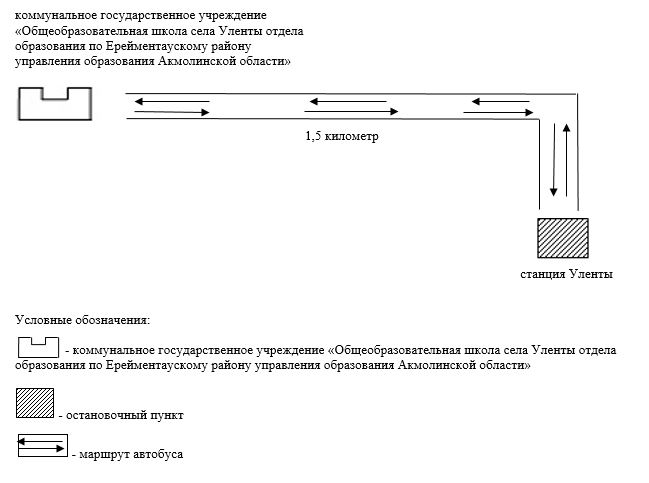 коммунальное государственное учреждение
«Общеобразовательная школа села Уленты отдела
образования по Ерейментаускому району
управления образования Акмолинской области»
1,5 километр
станция Уленты
Условные обозначения:
- коммунальное государственное учреждение «Общеобразовательная школа села Уленты отдела
образования по Ерейментаускому району управления образования Акмолинской области»
- остановочный пункт
- маршрут автобуса